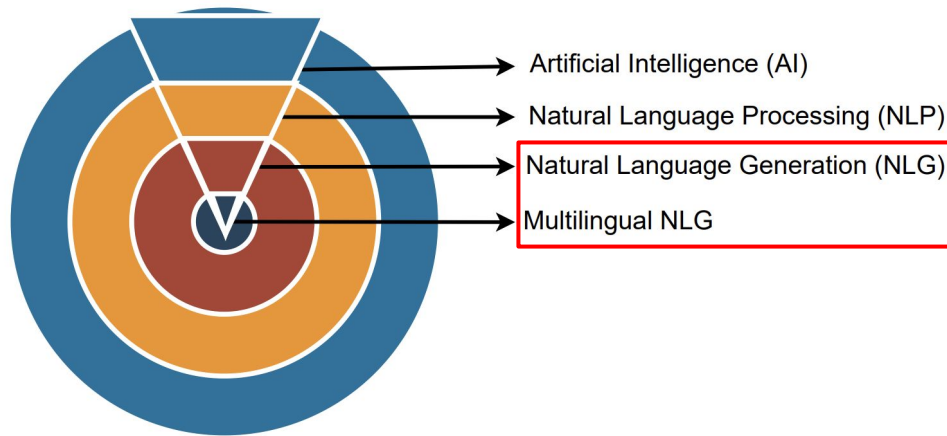 Artificial Intelligence (AI)
Natural Language Processing (NLP)
Natural Language Generation (NLG)
Multilingual NLG